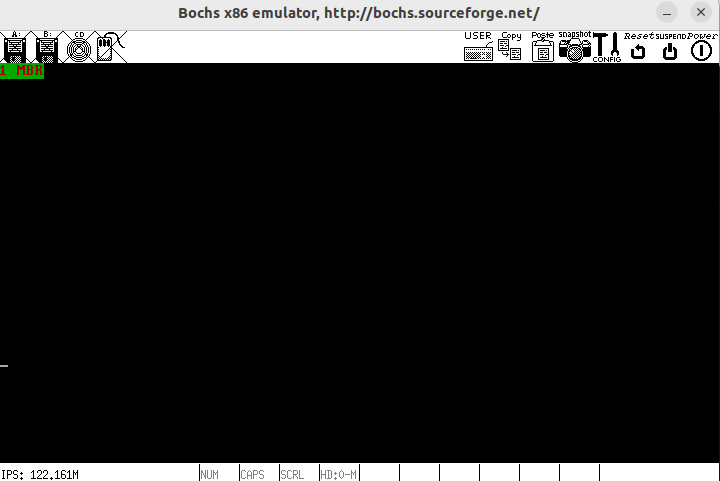 Bochs x86 emulator, http://bochs.sourceforge.net/
A: B: CD USER Copy Paste snapshot CONFIG Reset SUSPEND Power
1 MBR
IPS: 122.161M NUM CAPS SCRL HD:0-M